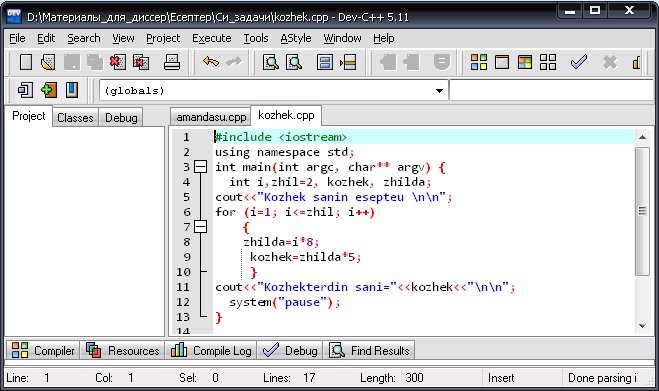 D:\Материалы_для_диссер\Есептер\Си_задачи\kozhek.cpp - Dev-C++ 5.11
File Edit Search View Project Execute Tools AStyle Window Help
(globals)
Project Classes Debug
amandasu.cpp kozhek.cpp
1 #include <iostream>
2 using namespace std;
3 int main(int argc, char** argv) {
4 int i,zhil=2, kozhek, zhilda;
5 cout<<"Kozhek sanin esepteu \n\n";
6 for (i=1; i<=zhil; i++)
7 {
8 zhilda=i*8;
9 kozhek=zhilda*5;
10 }
11 cout<<"Kozhekterdin sani="<<kozhek<<"\n\n";
12 system("pause");
13 }
14
Compiler Resources Compile Log Debug Find Results
Line: 1 Col: 1 Sel: 0 Lines: 17 Length: 300 Insert Done parsing i